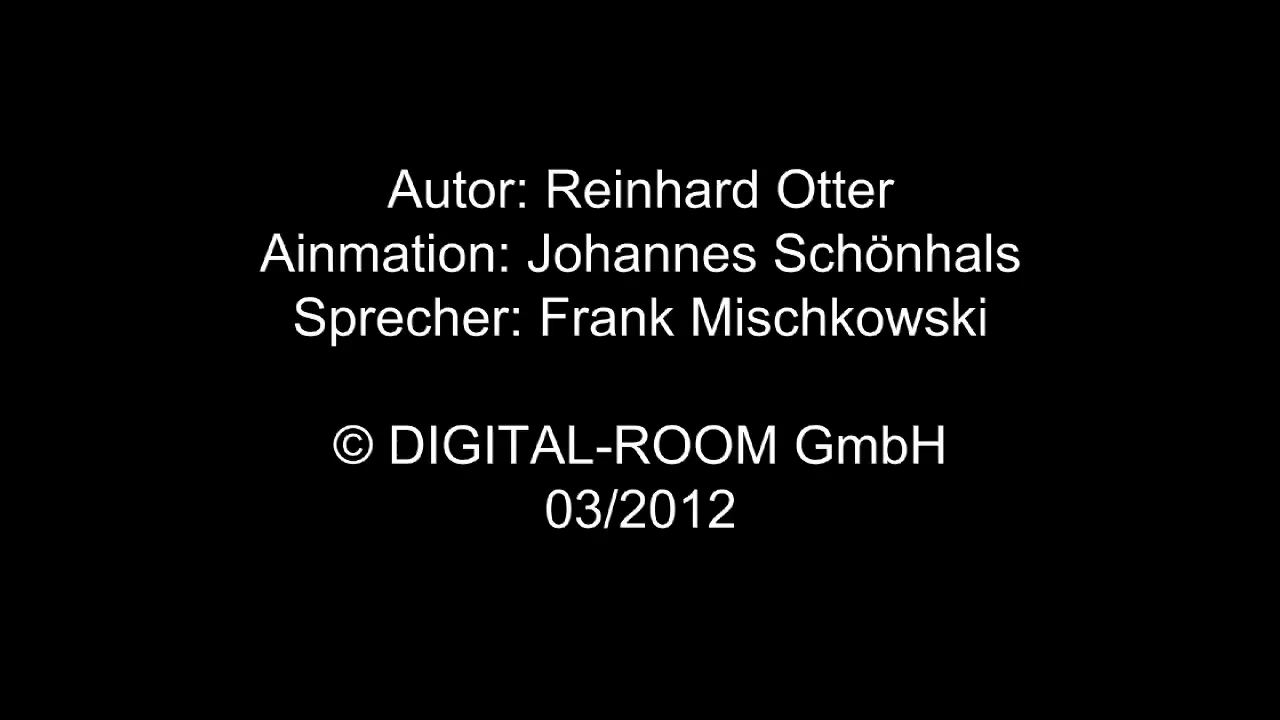 Autor: Reinhard Otter
Ainmation: Johannes Schönhals
Sprecher: Frank Mischkowski
© DIGITAL-ROOM GmbH
03/2012